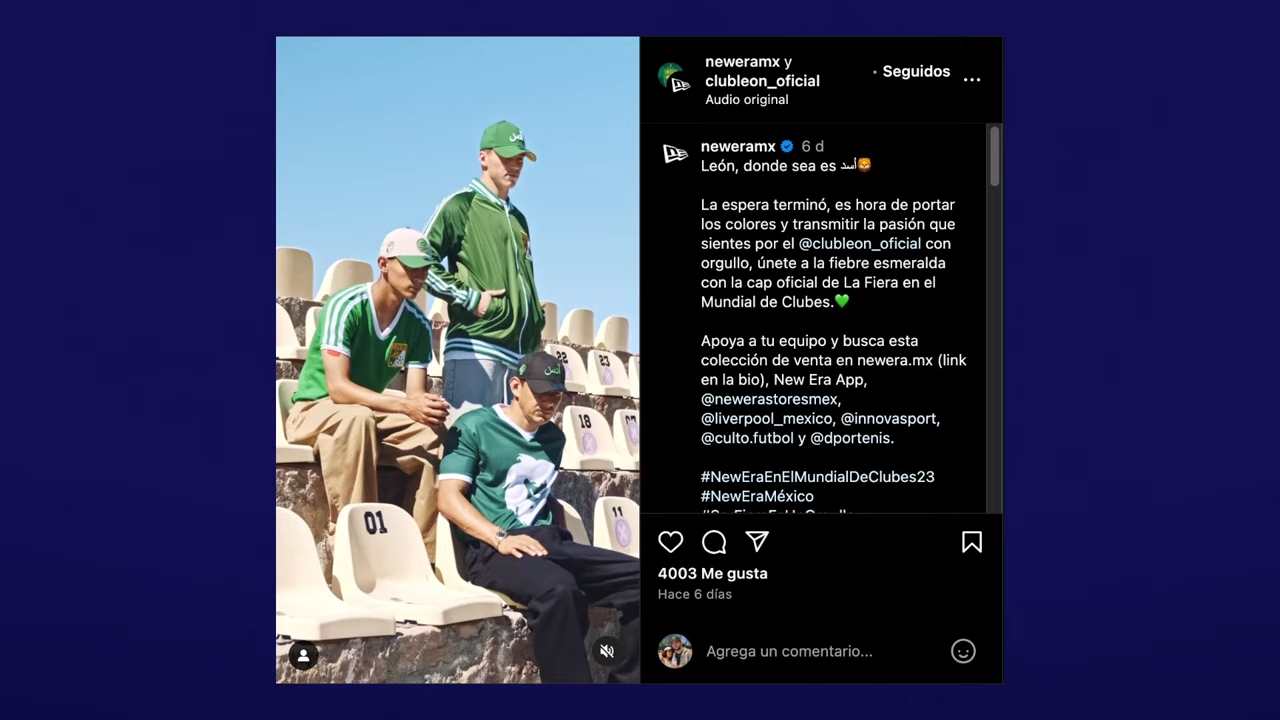 neweramx y
clubleon_oficial
Audio original
• Seguidos
neweramx 6 d
León, donde sea es أسد🦁
La espera terminó, es hora de portar
los colores y transmitir la pasión que
sientes por el @clubleon_oficial con
orgullo, únete a la fiebre esmeralda
con la cap oficial de La Fiera en el
Mundial de Clubes.💚
Apoya a tu equipo y busca esta
colección de venta en newera.mx (link
en la bio), New Era App,
@newerastoresmex,
@liverpool_mexico, @innovasport,
@culto.futbol y @dportenis.
#NewEraEnElMundialDeClubes23
#NewEraMéxico
4003 Me gusta
Hace 6 días
Agrega un comentario...
22
23
18
01
11